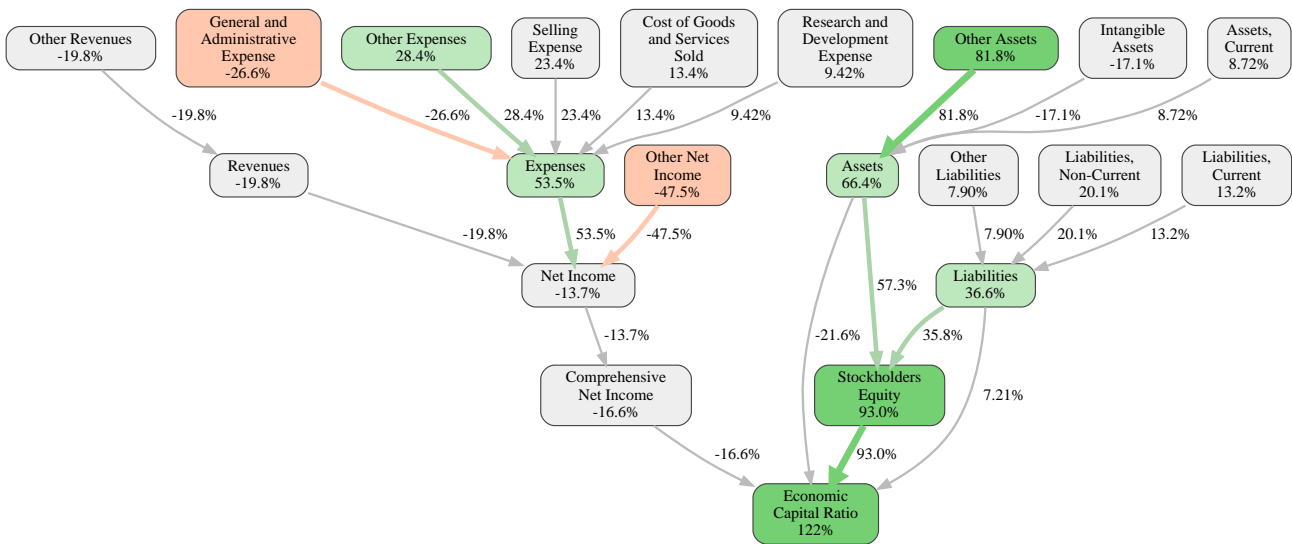 Other Revenues
-19.8%
General and
Administrative
Expense
-26.6%
Other Expenses
28.4%
Selling
Expense
23.4%
Cost of Goods
and Services
Sold
13.4%
Research and
Development
Expense
9.42%
Other Assets
81.8%
Intangible
Assets
-17.1%
Assets,
Current
8.72%
-19.8%
-26.6%
28.4%
23.4%
13.4%
9.42%
81.8%
-17.1%
8.72%
Revenues
-19.8%
Expenses
53.5%
Other Net
Income
-47.5%
Assets
66.4%
Other
Liabilities
7.90%
Liabilities,
Non-Current
20.1%
Liabilities,
Current
13.2%
-19.8%
53.5%
-47.5%
7.90%
20.1%
13.2%
Net Income
-13.7%
57.3%
Liabilities
36.6%
-13.7%
-21.6%
35.8%
Comprehensive
Net Income
-16.6%
Stockholders
Equity
93.0%
7.21%
-16.6%
93.0%
Economic
Capital Ratio
122%